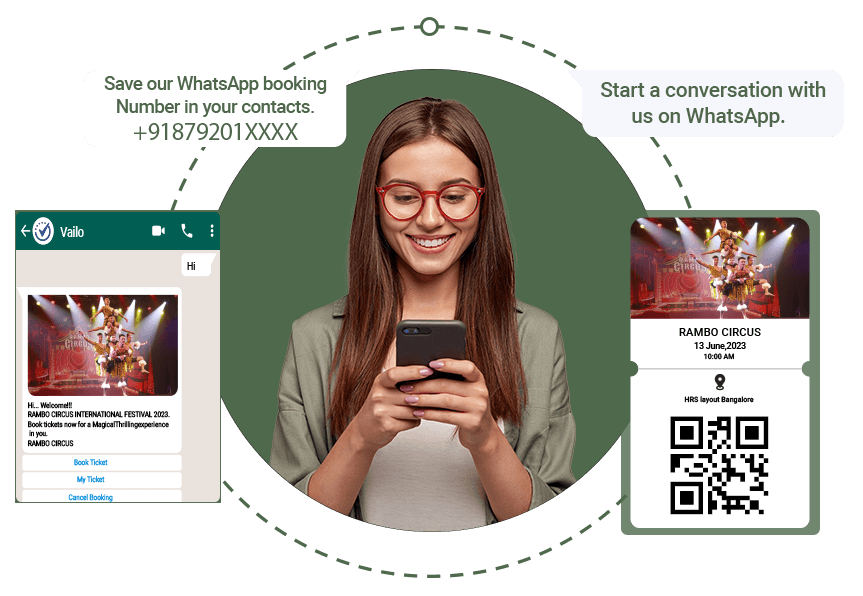 Save our WhatsApp booking
Number in your contacts.
+91879201XXXX
Start a conversation with
us on WhatsApp.
Vailo
Hi
CIRCUS
Hi... Welcome!!!
RAMBO CIRCUS INTERNATIONAL FESTIVAL 2023.
Book tickets now for a MagicalThrillingexperience
in you.
RAMBO CIRCUS
Book Ticket
My Ticket
Cancel Booking
CIRCUS
RAMBO CIRCUS
13 June,2023
10:00 AM
HRS layout Bangalore